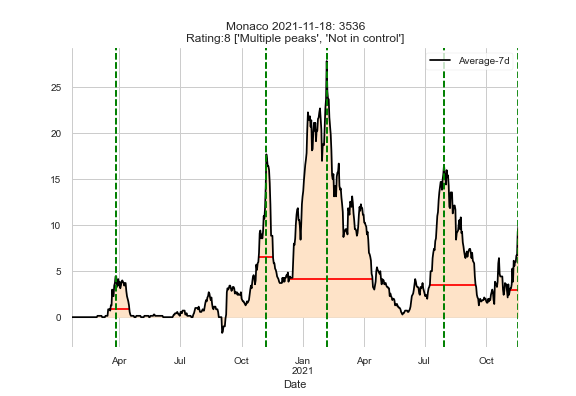 Monaco 2021-11-18: 3536
Rating:8 ['Multiple peaks', 'Not in control']
Average-7d
25
20
15
10
5
0
Apr Jul Oct Jan Apr Jul Oct
2021
Date